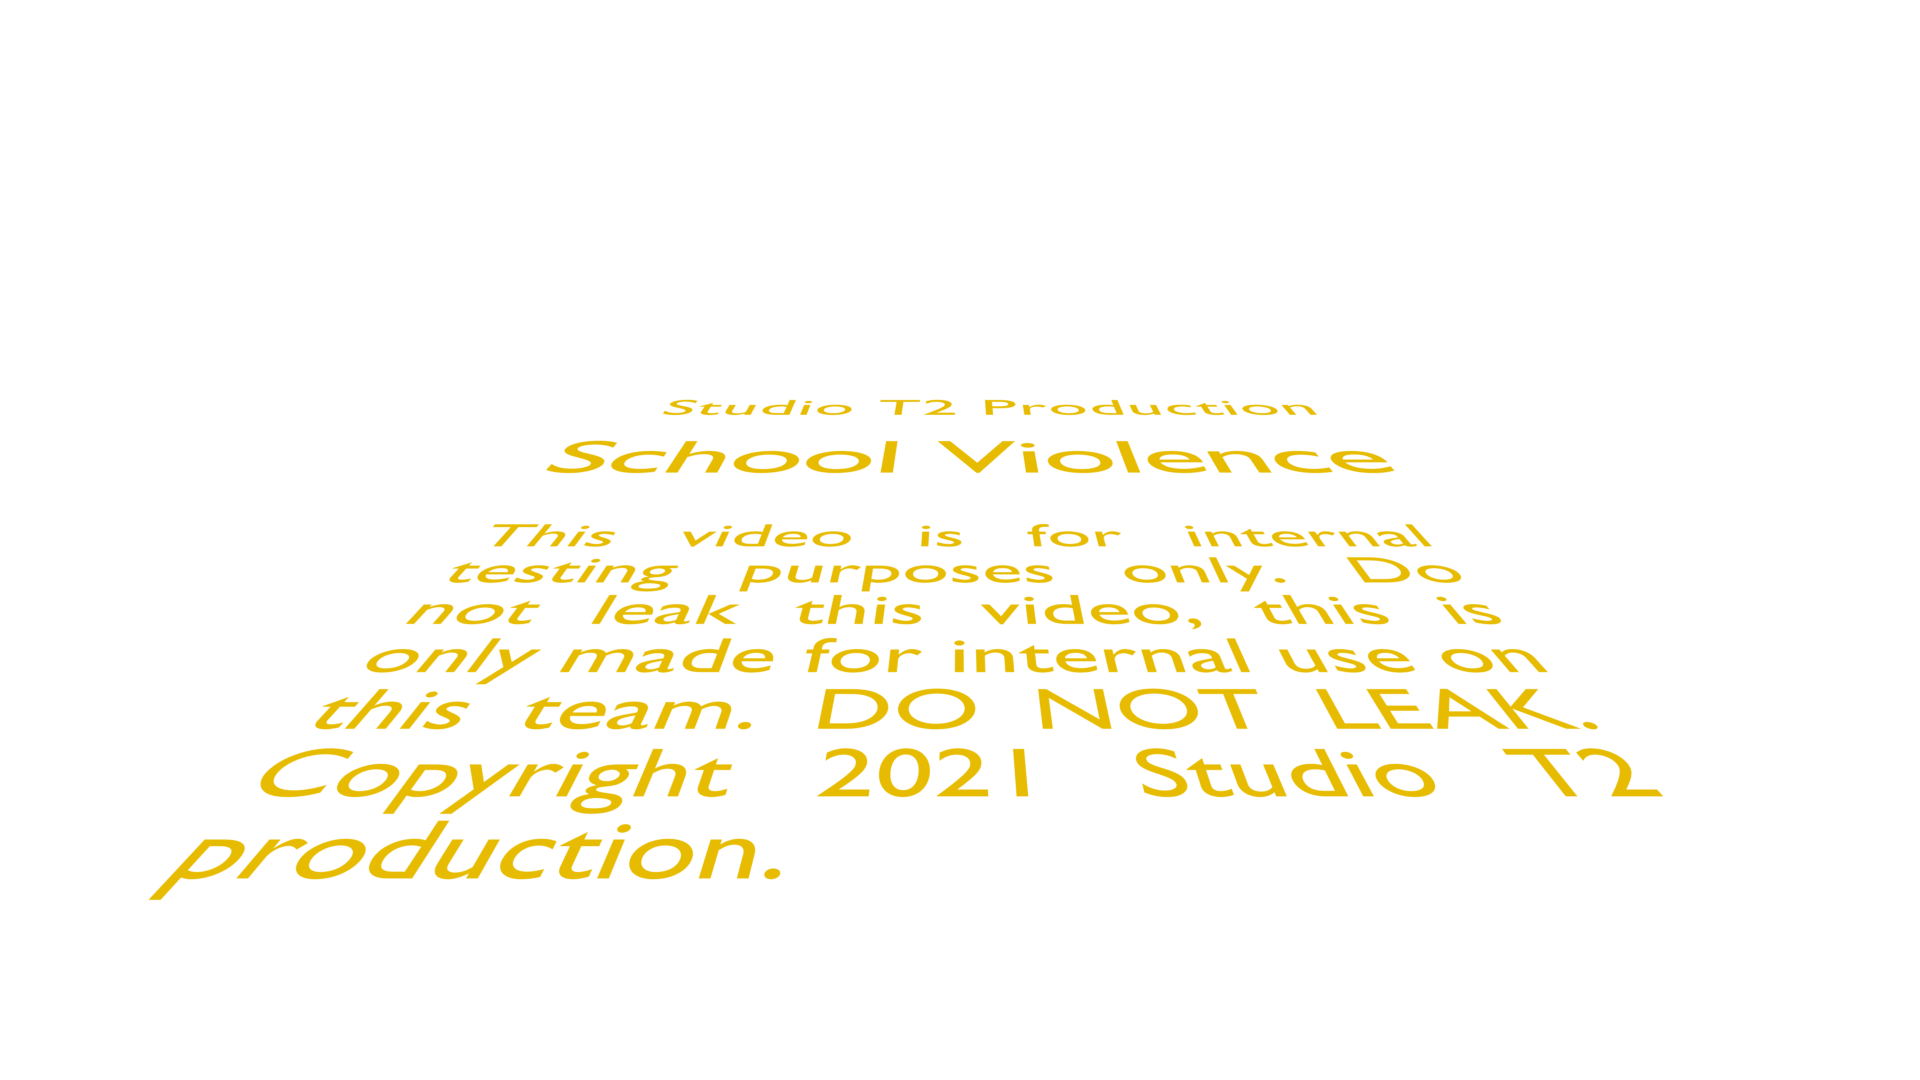 Studio T2 Production
School Violence
This video is for internal
testing purposes only. Do
not leak this video, this is
only made for internal use on
this team. DO NOT LEAK.
Copyright 2021 Studio T2
production.